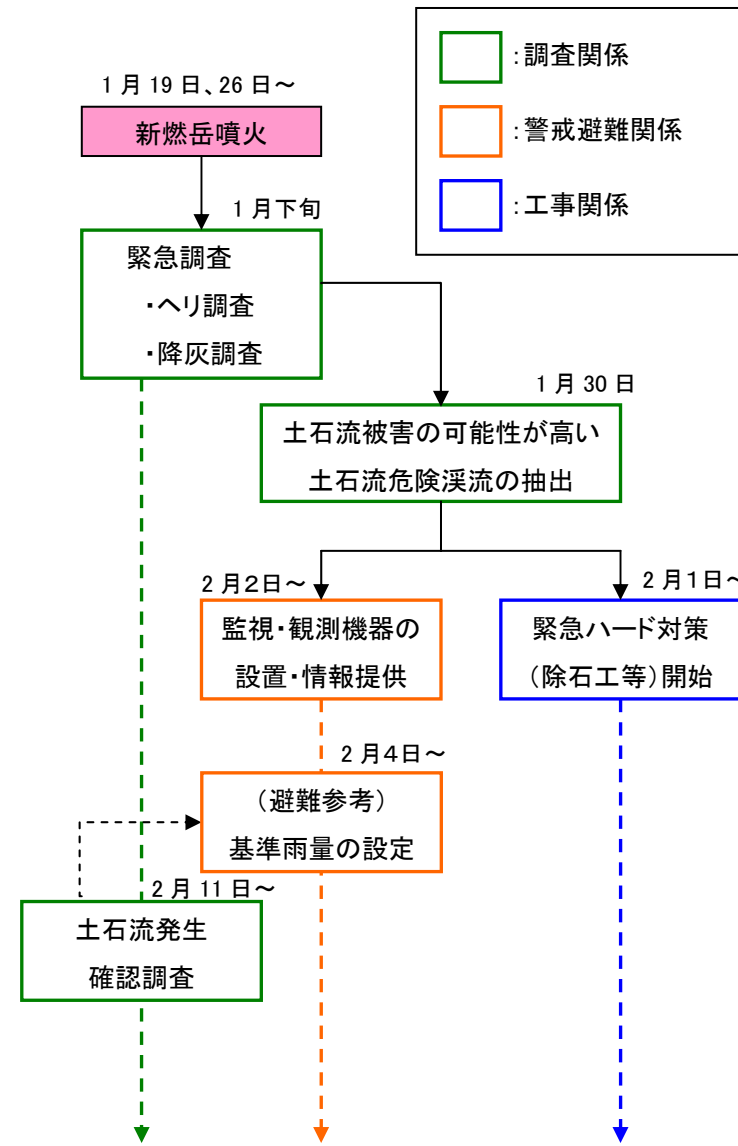 ：調査関係
：警戒避難関係
：工事関係
1月19日、26日～
新燃岳噴火
1月下旬
緊急調査
・ヘリ調査
・降灰調査
1月30日
土石流被害の可能性が高い
土石流危険渓流の抽出
2月2日～
監視・観測機器の
設置・情報提供
2月1日～
緊急ハード対策
（除石工等）開始
2月4日～
（避難参考）
基準雨量の設定
2月11日～
土石流発生
確認調査